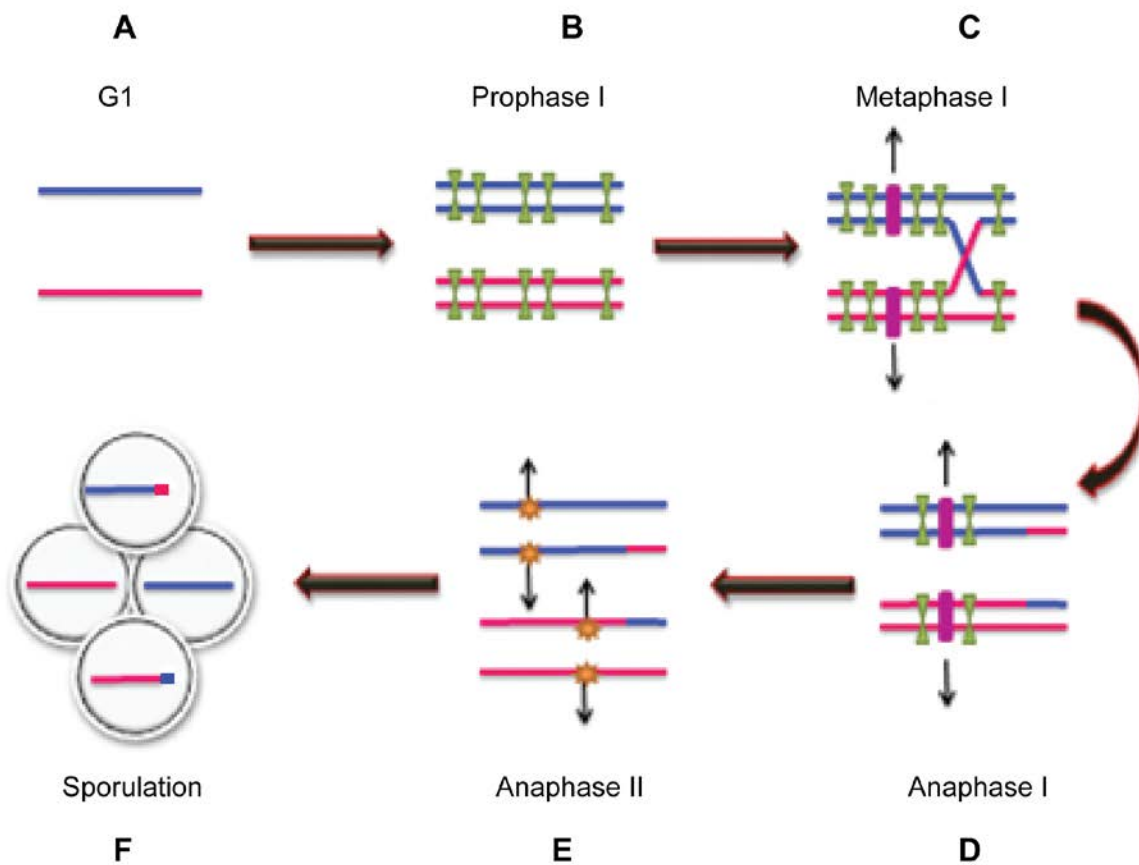 A
B
C
G1
Prophase I
Metaphase I
Sporulation
Anaphase II
Anaphase I
F
E
D